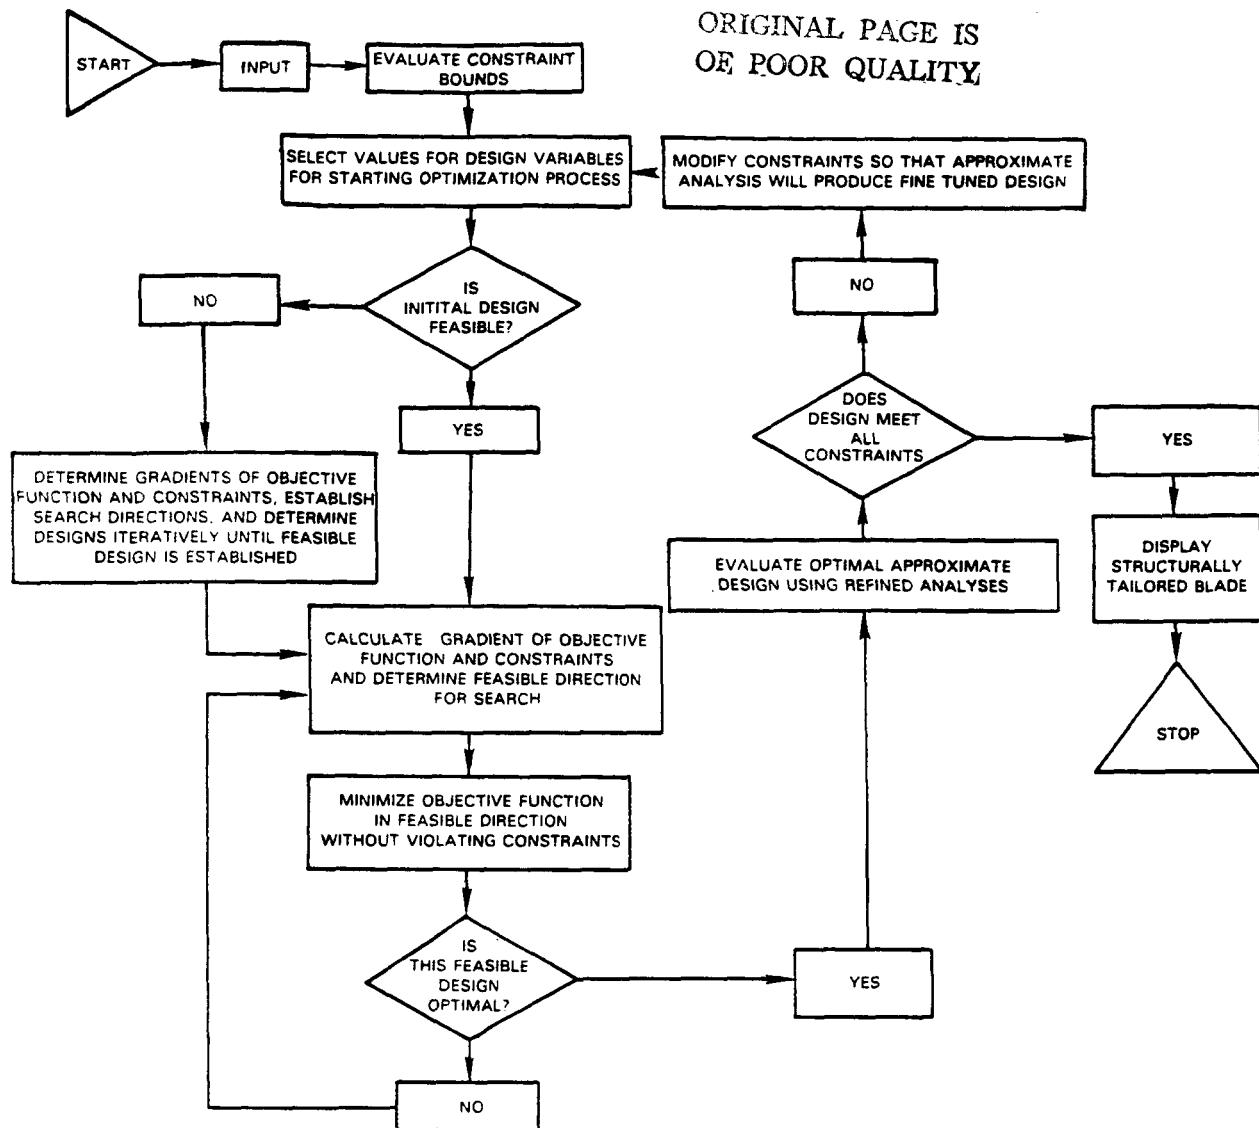 ORIGINAL PAGE IS
OF POOR QUALITY
START
INPUT
EVALUATE CONSTRAINT
BOUNDS
SELECT VALUES FOR DESIGN VARIABLES
FOR STARTING OPTIMIZATION PROCESS
MODIFY CONSTRAINTS SO THAT APPROXIMATE
ANALYSIS WILL PRODUCE FINE TUNED DESIGN
IS
INITITAL DESIGN
FEASIBLE?
NO
YES
DETERMINE GRADIENTS OF OBJECTIVE
FUNCTION AND CONSTRAINTS, ESTABLISH
SEARCH DIRECTIONS, AND DETERMINE
DESIGNS ITERATIVELY UNTIL FEASIBLE
DESIGN IS ESTABLISHED
CALCULATE GRADIENT OF OBJECTIVE
FUNCTION AND CONSTRAINTS
AND DETERMINE FEASIBLE DIRECTION
FOR SEARCH
MINIMIZE OBJECTIVE FUNCTION
IN FEASIBLE DIRECTION
WITHOUT VIOLATING CONSTRAINTS
IS
THIS FEASIBLE
DESIGN
OPTIMAL?
NO
YES
EVALUATE OPTIMAL APPROXIMATE
DESIGN USING REFINED ANALYSES
DOES
DESIGN MEET
ALL
CONSTRAINTS
NO
YES
DISPLAY
STRUCTURALLY
TAILORED BLADE
STOP